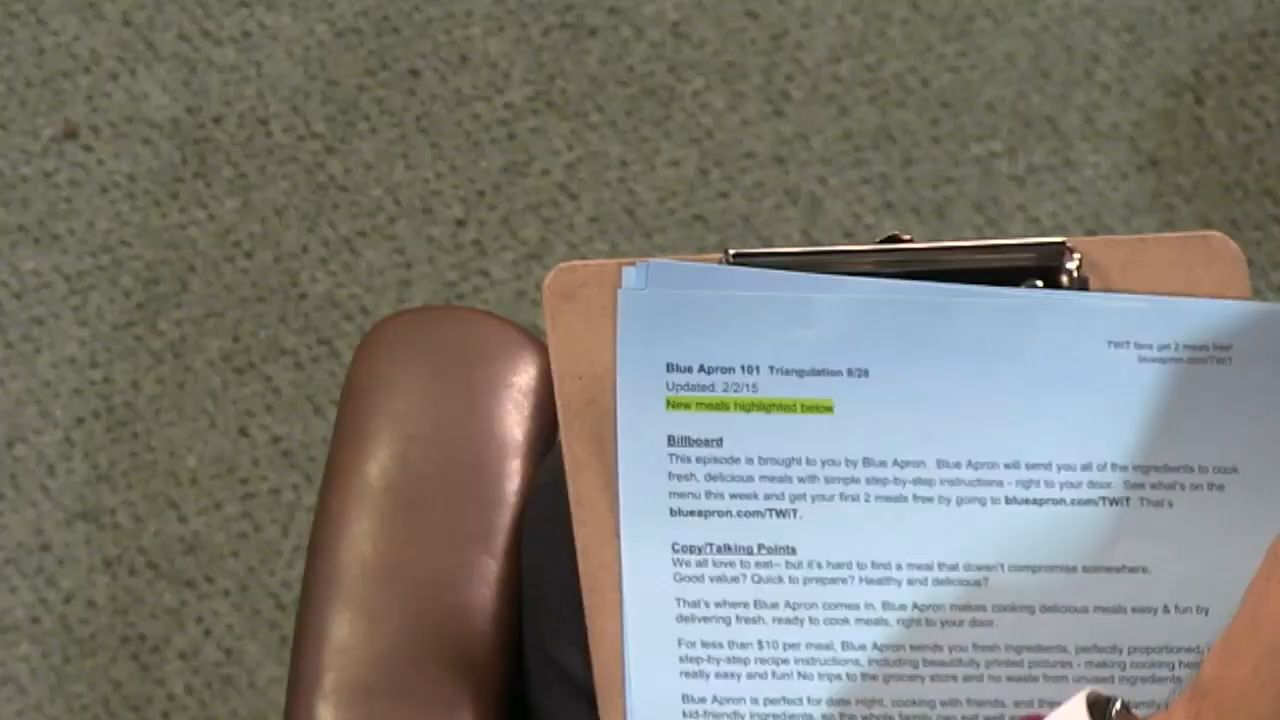 TWiT fans get 2 meals free!
blueapron.com/TWiT
Blue Apron 101 Triangulation 9/28
Updated: 2/2/15
New meals highlighted below
Billboard
This episode is brought to you by Blue Apron. Blue Apron will send you all of the ingredients to cook
fresh, delicious meals with simple step-by-step instructions - right to your door. See what's on the
menu this week and get your first 2 meals free by going to blueapron.com/TWiT. That's
blueapron.com/TWiT.
Copy/Talking Points
We all love to eat-- but it's hard to find a meal that doesn't compromise somewhere.
Good value? Quick to prepare? Healthy and delicious?
That's where Blue Apron comes in. Blue Apron makes cooking delicious meals easy & fun by
delivering fresh, ready to cook meals, right to your door.
For less than $10 per meal, Blue Apron sends you fresh ingredients, perfectly proportioned,
step-by-step recipe instructions, including beautifully printed pictures - making cooking
really easy and fun! No trips to the grocery store and no waste from unused ingredients
Blue Apron is perfect for date night, cooking with friends, and family
kid-friendly ingredients, so the whole family can eat well